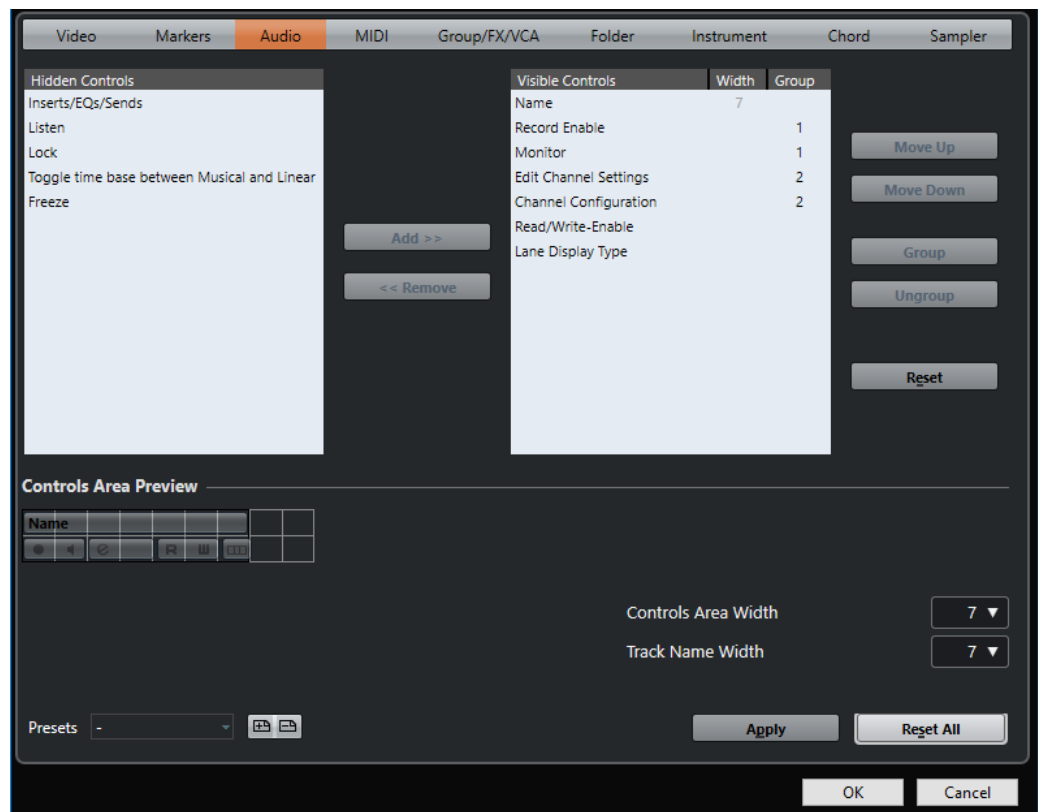 Video Markers Audio MIDI Group/FX/VCA Folder Instrument Chord Sampler
Hidden Controls
Inserts/EQs/Sends
Listen
Lock
Toggle time base between Musical and Linear
Freeze
Add >>
<< Remove
Visible Controls Width Group
Name 7
Record Enable 1
Monitor 1
Edit Channel Settings 2
Channel Configuration 2
Read/Write-Enable
Lane Display Type
Move Up
Move Down
Group
Ungroup
Reset
Controls Area Preview
Name
e R W
Controls Area Width 7
Track Name Width 7
Presets -
Apply
Reset All
OK
Cancel